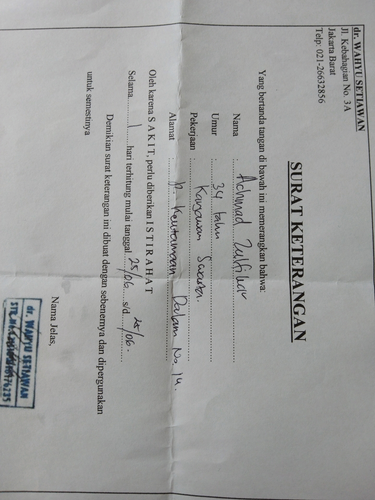 dr. WAHYU SETIAWAN
Jl. Kebahagian No. 3A
Jakarta Barat
Telp: 021-26632856
SURAT KETERANGAN
Yang bertanda tangan di bawah ini menerangkan bahwa:
Nama Achmad Zulfikar
Umur 34 tahun
Pekerjaan Karyawan Swasta.
Alamat Jl. Keutamaan Dalam No 14.
Oleh karena S A K I T, perlu diberikan I S T I R A H A T
Selama 1 hari terhitung mulai tanggal 25/06. s/d 25/06.
Demikian surat keterangan ini dibuat dengan sebenernya dan dipergunakan
untuk semestinya
Nama Jelas,
dr. WAHYU SETIAWAN